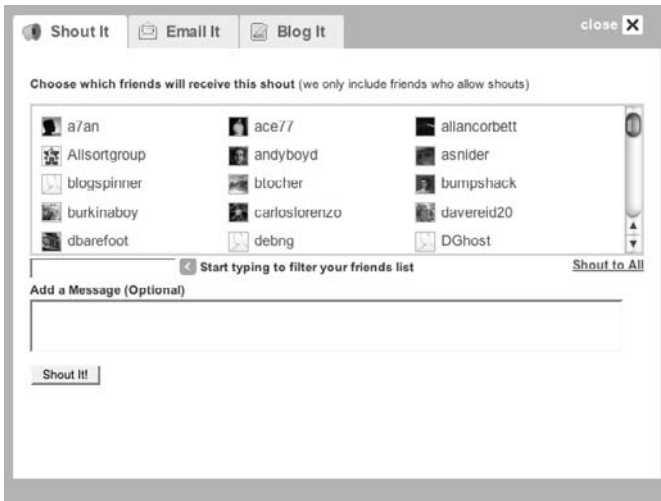 Shout It Email It Blog It close X
Choose which friends will receive this shout (we only include friends who allow shouts)
a7an ace77 allancorbett
Allsortgroup andyboyd asnider
blogspinner blocher bumpshack
burkinaboy carloslorenzo davereid20
dbarefoot debng DGhost
Start typing to filter your friends list Shout to All
Add a Message (Optional)
Shout It!